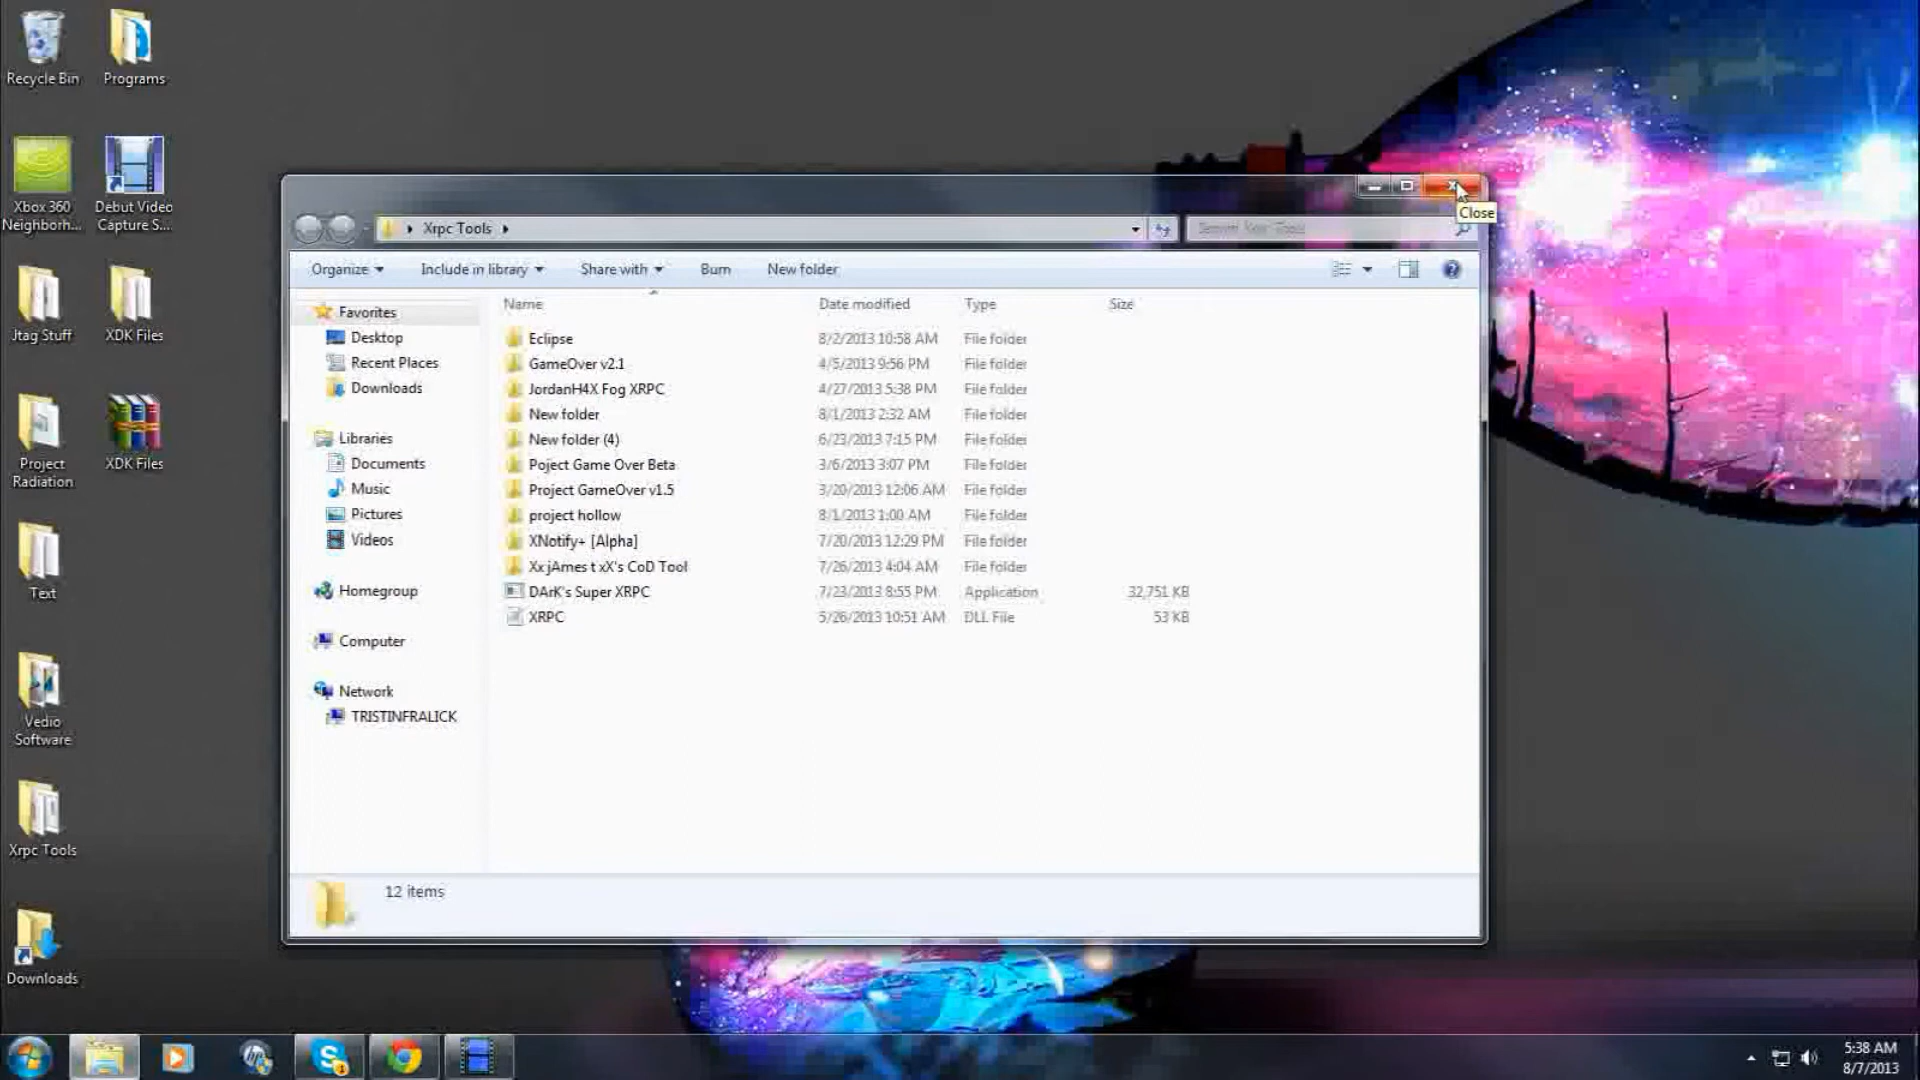 Recycle Bin
Programs
Xbox 360
Neighborh...
Debut Video
Capture S...
Jtag Stuff
XDK Files
Project
Radiation
XDK Files
Text
Vedio
Software
Xrpc Tools
Downloads
Close
Xrpc Tools
Search Xrpc Tools
Organize
Include in library
Share with
Burn
New folder
Favorites
Desktop
Recent Places
Downloads
Libraries
Documents
Music
Pictures
Videos
Homegroup
Computer
Network
TRISTINFRALICK
Name Date modified Type Size
Eclipse 8/2/2013 10:58 AM File folder
GameOver v2.1 4/5/2013 9:56 PM File folder
JordanH4X Fog XRPC 4/27/2013 5:38 PM File folder
New folder 8/1/2013 2:32 AM File folder
New folder (4) 6/23/2013 7:15 PM File folder
Poject Game Over Beta 3/6/2013 3:07 PM File folder
Project GameOver v1.5 3/20/2013 12:06 AM File folder
project hollow 8/1/2013 1:00 AM File folder
XNotify+ [Alpha] 7/20/2013 12:29 PM File folder
Xx jAmes t xX's CoD Tool 7/26/2013 4:04 AM File folder
DArK's Super XRPC 7/23/2013 8:55 PM Application 32,751 KB
XRPC 5/26/2013 10:51 AM DLL File 53 KB
12 items
5:38 AM
8/7/2013